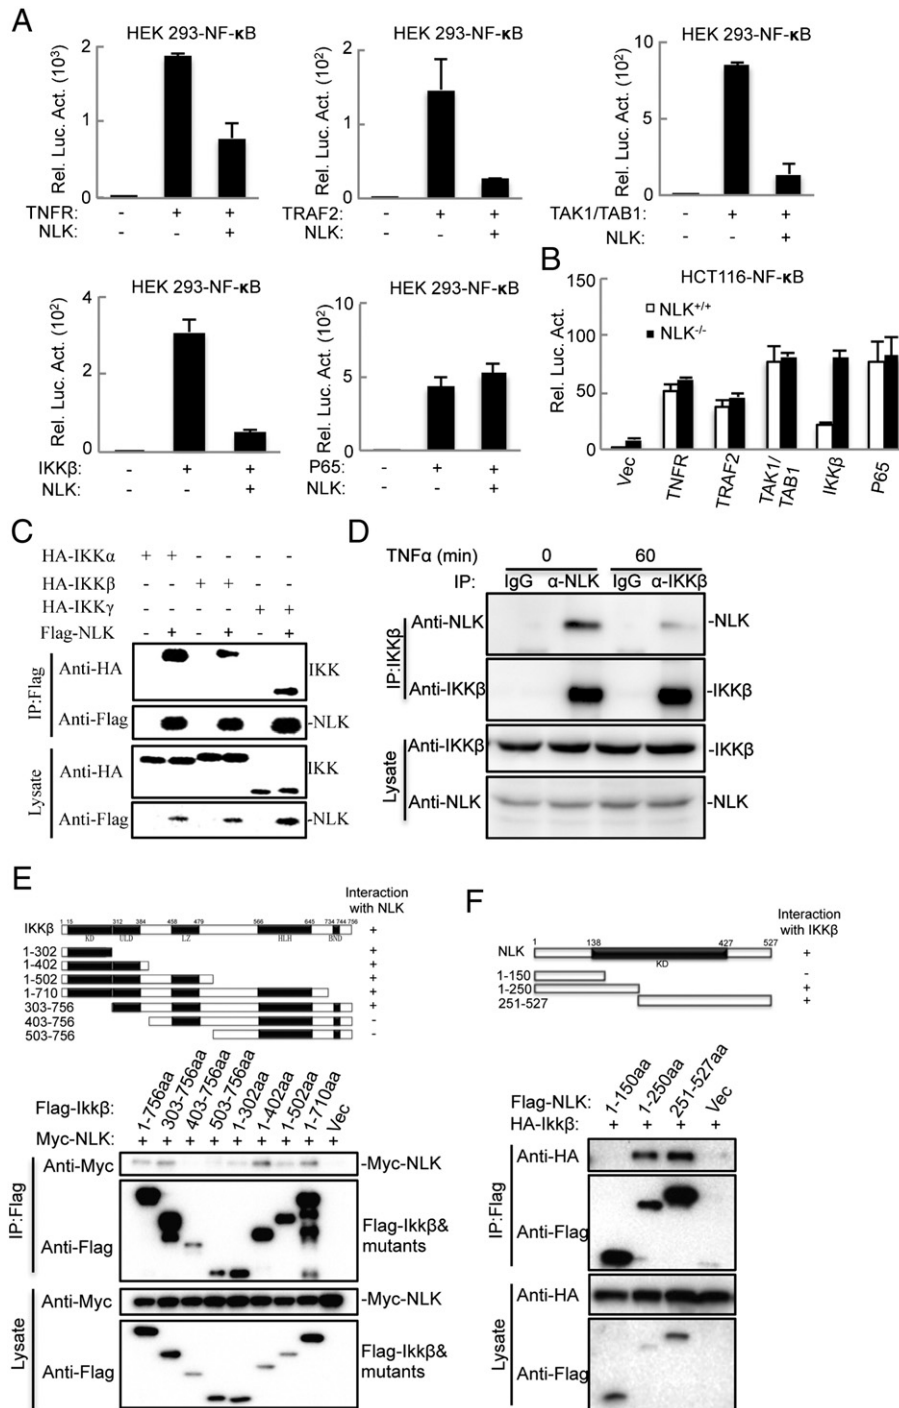 A
HEK 293-NF-κB
Rel. Luc. Act. (10³)
2
1
0
TNFR: - + +
NLK: - - +
HEK 293-NF-κB
Rel. Luc. Act. (10²)
2
1
0
TRAF2: - + +
NLK: - - +
HEK 293-NF-κB
Rel. Luc. Act. (10²)
10
5
0
TAK1/TAB1: - + +
NLK: - - +
HEK 293-NF-κB
Rel. Luc. Act. (10²)
4
2
0
IKKβ: - + +
NLK: - - +
HEK 293-NF-κB
Rel. Luc. Act. (10²)
10
5
0
P65: - + +
NLK: - - +
B
HCT116-NF-κB
Rel. Luc. Act.
150
100
50
0
NLK+/+
NLK-/-
Vec
TNFR
TRAF2
TAK1/
TAB1
IKKβ
P65
C
HA-IKKα + + - - - -
HA-IKKβ - - + + - -
HA-IKKγ - - - - + +
Flag-NLK - + - + - +
IP:Flag
Anti-HA IKK
Anti-Flag -NLK
Lysate
Anti-HA IKK
Anti-Flag -NLK
D
TNFα (min) 0 60
IP: IgG α-NLK IgG α-IKKβ
IP:IKKβ
Anti-NLK -NLK
Anti-IKKβ -IKKβ
Lysate
Anti-IKKβ -IKKβ
Anti-NLK -NLK
E
Interaction
with NLK
1 15 312 384 458 479 566 645 734 744 756
IKKβ +
KD ULD LZ HLH BND
1-302 +
1-402 +
1-502 +
1-710 +
303-756 +
403-756 -
503-756 -
Flag-Ikkβ: 1-756aa 303-756aa 403-756aa 503-756aa 1-302aa 1-402aa 1-502aa 1-710aa Vec
Myc-NLK: + + + + + + + + +
IP:Flag
Anti-Myc -Myc-NLK
Anti-Flag Flag-Ikkβ&
mutants
Lysate
Anti-Myc -Myc-NLK
Anti-Flag Flag-Ikkβ&
mutants
F
Interaction
with IKKβ
1 138 427 527
NLK +
KD
1-150 -
1-250 +
251-527 +
Flag-NLK: 1-150aa 1-250aa 251-527aa Vec
HA-Ikkβ: + + + +
IP:Flag
Anti-HA
Anti-Flag
Lysate
Anti-HA
Anti-Flag